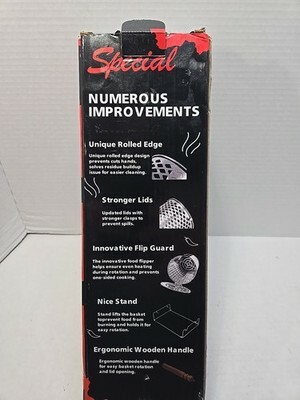 Special
NUMEROUS
IMPROVEMENTS
Unique Rolled Edge
Unique rolled edge design
prevents cuts hands,
solves residue buildup
issue for easier cleaning.
Stronger Lids
Updated lids with
stronger clasps to
prevent spills.
Innovative Flip Guard
The innovative food flipper
helps ensure even heating
during rotation and prevents
one-sided cooking.
Nice Stand
Stand lifts the basket
toprevent food from
burning and holds it for
easy rotation.
Ergonomic Wooden Handle
Ergonomic wooden handle
for easy basket rotation
and lid opening.